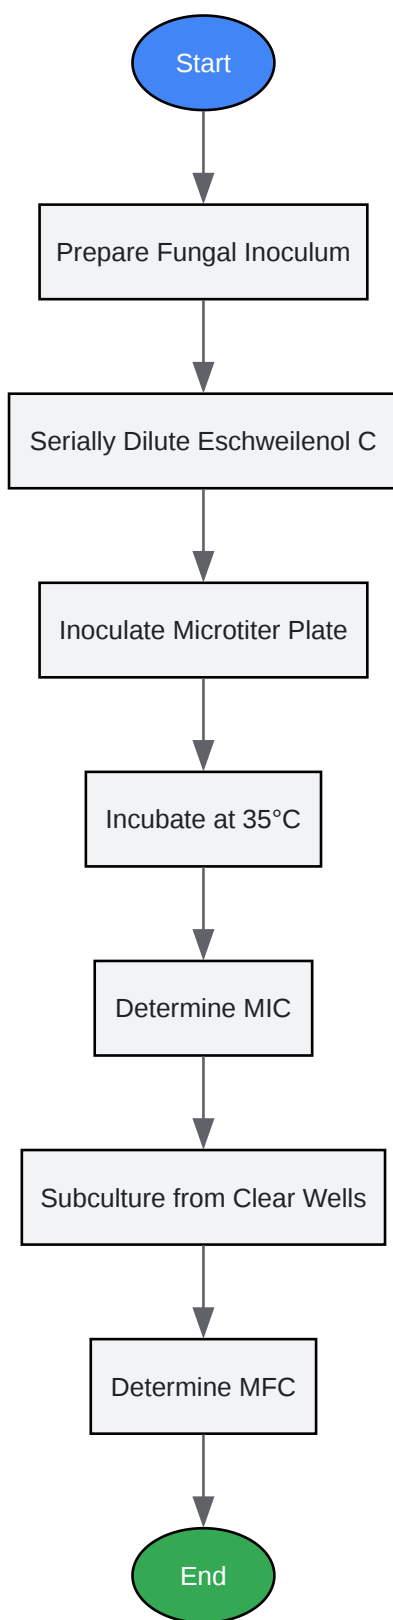 Start
Prepare Fungal Inoculum
Serially Dilute Eschweilenol C
Inoculate Microtiter Plate
Incubate at 35°C
Determine MIC
Subculture from Clear Wells
Determine MFC
End